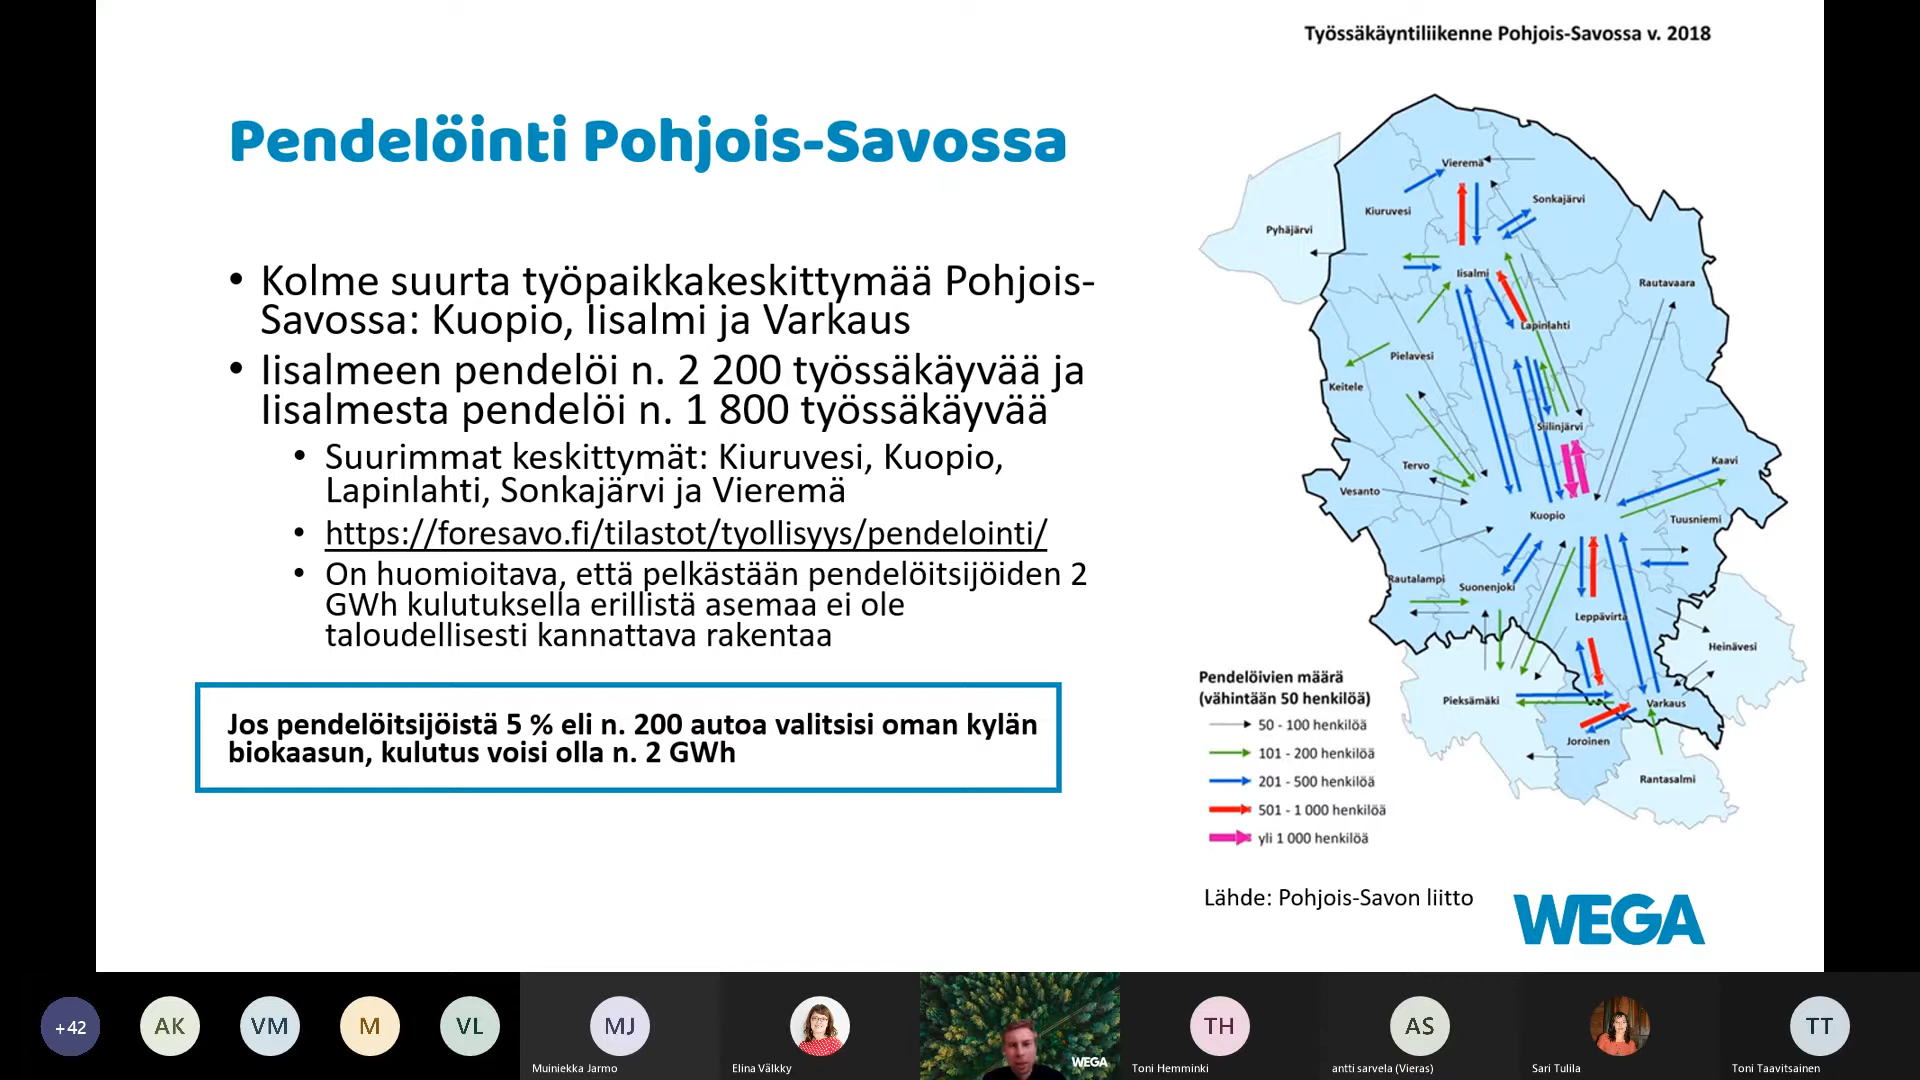 Työssäkäyntiliikenne Pohjois-Savossa v. 2018
Pendelöinti Pohjois-Savossa
• Kolme suurta työpaikkakeskittymää Pohjois-
Savossa: Kuopio, Iisalmi ja Varkaus
• Iisalmeen pendelöi n. 2 200 työssäkäyvää ja
Iisalmesta pendelöi n. 1 800 työssäkäyvää
• Suurimmat keskittymät: Kiuruvesi, Kuopio,
Lapinlahti, Sonkajärvi ja Vieremä
• https://foresavo.fi/tilastot/tyollisyys/pendelointi/
• On huomioitava, että pelkästään pendelöitsijöiden 2
GWh kulutuksella erillistä asemaa ei ole
taloudellisesti kannattava rakentaa
Jos pendelöitsijöistä 5 % eli n. 200 autoa valitsisi oman kylän
biokaasun, kulutus voisi olla n. 2 GWh
Vieremä
Sonkajärvi
Kiuruvesi
Pyhäjärvi
Iisalmi
Rautavaara
Lapinlahti
Pielavesi
Keitele
Siilinjärvi
Kaavi
Tervo
Vesanto
Kuopio
Tuusniemi
Rautalampi
Suonenjoki
Leppävirta
Heinävesi
Pieksämäki
Varkaus
Joroinen
Rantasalmi
Pendelöivien määrä
(vähintään 50 henkilöä)
50 - 100 henkilöä
101 - 200 henkilöä
201 - 500 henkilöä
501 - 1 000 henkilöä
yli 1 000 henkilöä
Lähde: Pohjois-Savon liitto
WEGA
+42
AK
VM
M
VL
MJ
Muiniekka Jarmo
Elina Välkky
WEGA
TH
Toni Hemminki
AS
antti sarvela (Vieras)
Sari Tulila
TT
Toni Taavitsainen